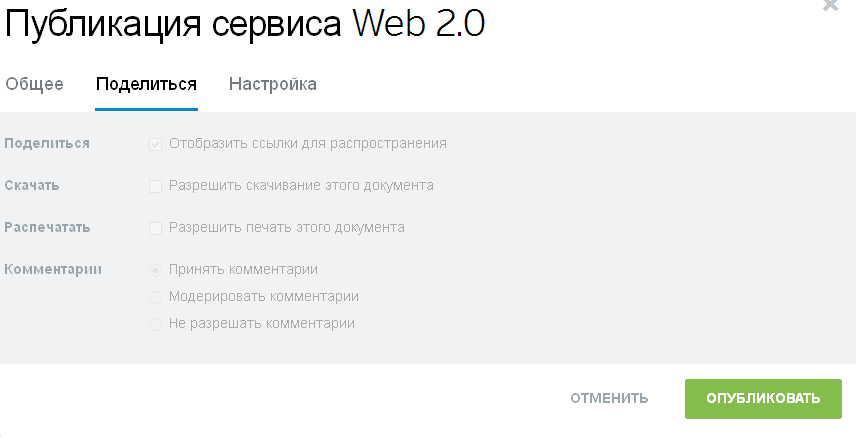 Публикация сервиса Web 2.0
Общее Поделиться Настройка
Поделиться Отобразить ссылки для распространения
Скачать Разрешить скачивание этого документа
Распечатать Разрешить печать этого документа
Комментарии Принять комментарии
Модерировать комментарии
Не разрешать комментарии
ОТМЕНИТЬ ОПУБЛИКОВАТЬ